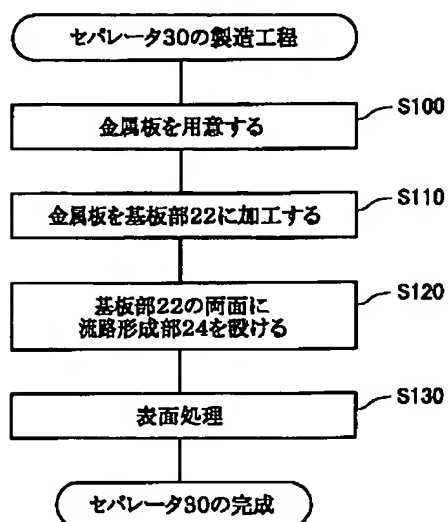 セパレータ30の製造工程
金属板を用意する
S100
金属板を基板部22に加工する
S110
基板部22の両面に
流路形成部24を設ける
S120
表面処理
S130
セパレータ30の完成